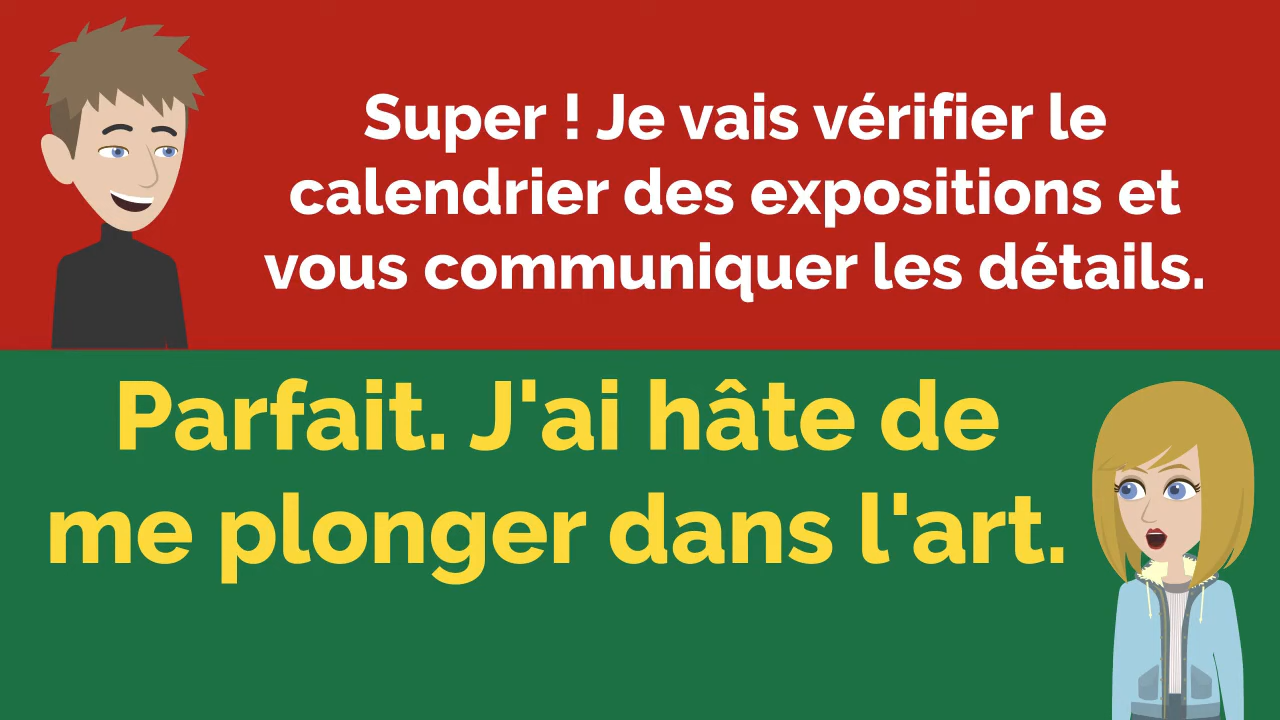 Super ! Je vais vérifier le
calendrier des expositions et
vous communiquer les détails.
Parfait. J'ai hâte de
me plonger dans l'art.